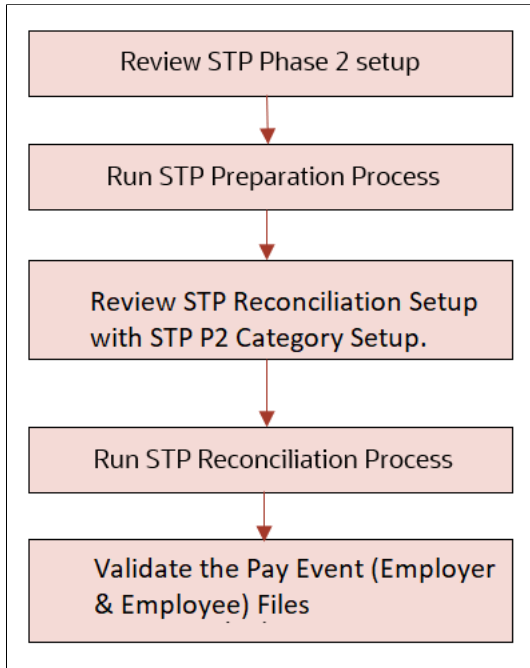 Review STP Phase 2 setup
Run STP Preparation Process
Review STP Reconciliation Setup
with STP P2 Category Setup.
Run STP Reconciliation Process
Validate the Pay Event (Employer
& Employee) Files